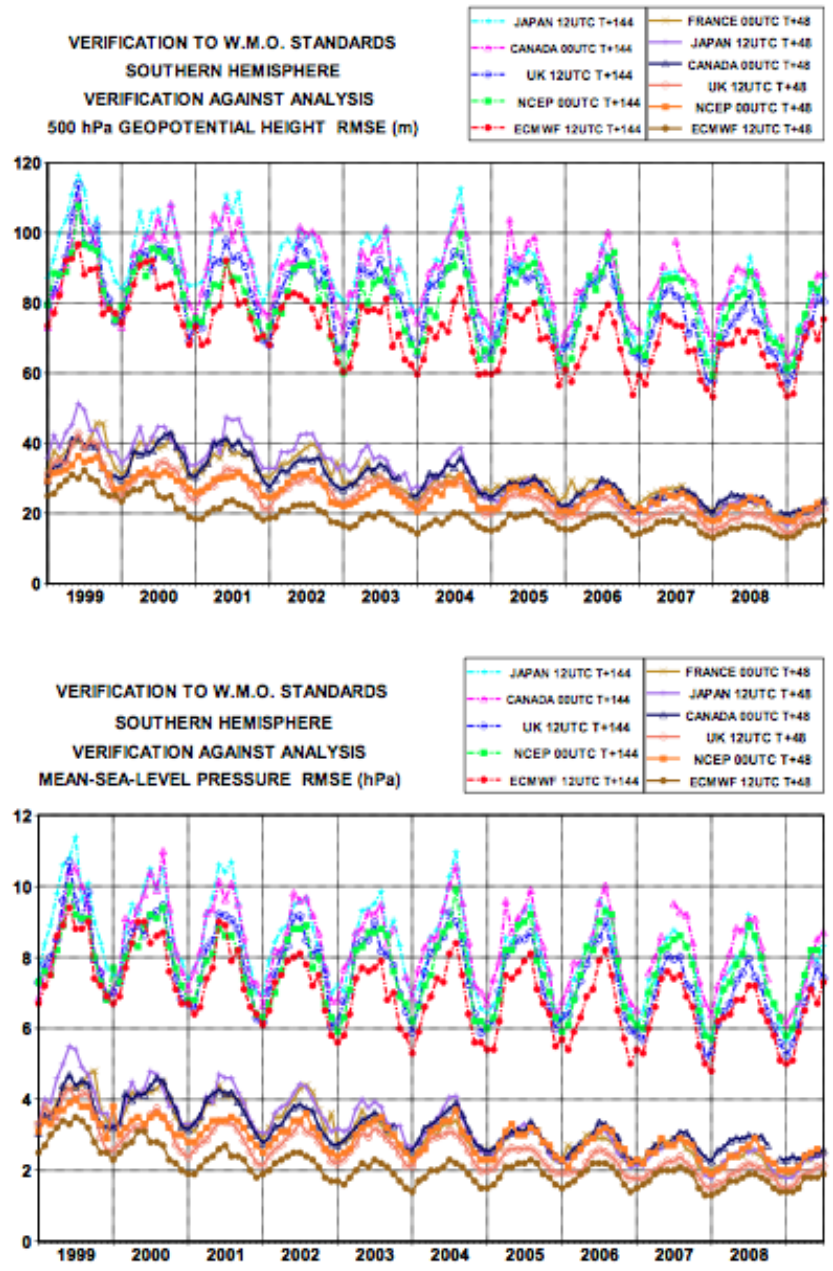 VERIFICATION TO W.M.O. STANDARDS
SOUTHERN HEMISPHERE
VERIFICATION AGAINST ANALYSIS
500 hPa GEOPOTENTIAL HEIGHT RMSE (m)
JAPAN 12UTC T+144
CANADA 00UTC T+144
UK 12UTC T+144
NCEP 00UTC T+144
ECMWF 12UTC T+144
FRANCE 00UTC T+48
JAPAN 12UTC T+48
CANADA 00UTC T+48
UK 12UTC T+48
NCEP 00UTC T+48
ECMWF 12UTC T+48
120
100
80
60
40
20
0
1999 2000 2001 2002 2003 2004 2005 2006 2007 2008
VERIFICATION TO W.M.O. STANDARDS
SOUTHERN HEMISPHERE
VERIFICATION AGAINST ANALYSIS
MEAN-SEA-LEVEL PRESSURE RMSE (hPa)
JAPAN 12UTC T+144
CANADA 00UTC T+144
UK 12UTC T+144
NCEP 00UTC T+144
ECMWF 12UTC T+144
FRANCE 00UTC T+48
JAPAN 12UTC T+48
CANADA 00UTC T+48
UK 12UTC T+48
NCEP 00UTC T+48
ECMWF 12UTC T+48
12
10
8
6
4
2
0
1999 2000 2001 2002 2003 2004 2005 2006 2007 2008